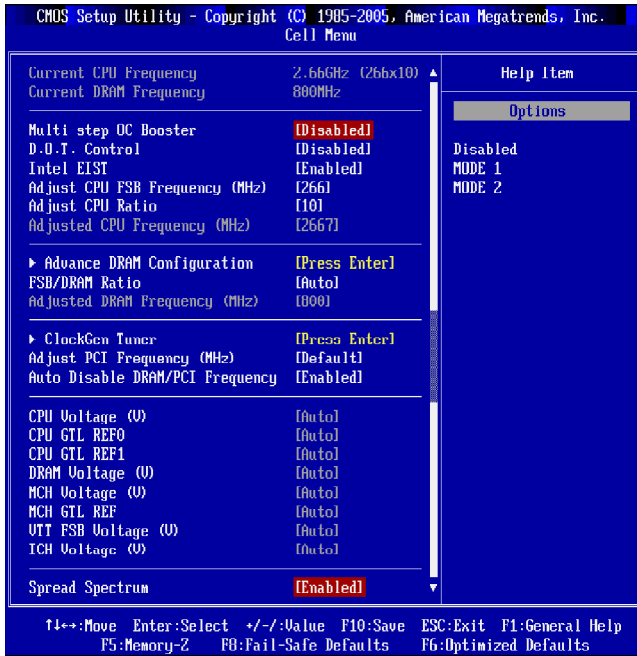 CMOS Setup Utility - Copyright (C) 1985-2005, American Megatrends, Inc.
Cell Menu
Current CPU Frequency 2.66GHz (266x10)
Current DRAM Frequency 800MHz
Multi step OC Booster [Disabled]
D.O.T. Control [Disabled]
Intel EIST [Enabled]
Adjust CPU FSB Frequency (MHz) [266]
Adjust CPU Ratio [10]
Adjusted CPU Frequency (MHz) [2667]
▶ Advance DRAM Configuration [Press Enter]
FSB/DRAM Ratio [Auto]
Adjusted DRAM Frequency (MHz) [800]
▶ ClockGen Tuner [Press Enter]
Adjust PCI Frequency (MHz) [Default]
Auto Disable DRAM/PCI Frequency [Enabled]
CPU Voltage (V) [Auto]
CPU GTL REF0 [Auto]
CPU GTL REF1 [Auto]
DRAM Voltage (V) [Auto]
MCH Voltage (V) [Auto]
MCH GTL REF [Auto]
VTT FSB Voltage (V) [Auto]
ICH Voltage (V) [Auto]
Spread Spectrum [Enabled]
Help Item
Options
Disabled
MODE 1
MODE 2
↑↓←→:Move Enter:Select +/-/:Value F10:Save ESC:Exit F1:General Help
F5:Memory-Z F8:Fail-Safe Defaults F6:Optimized Defaults